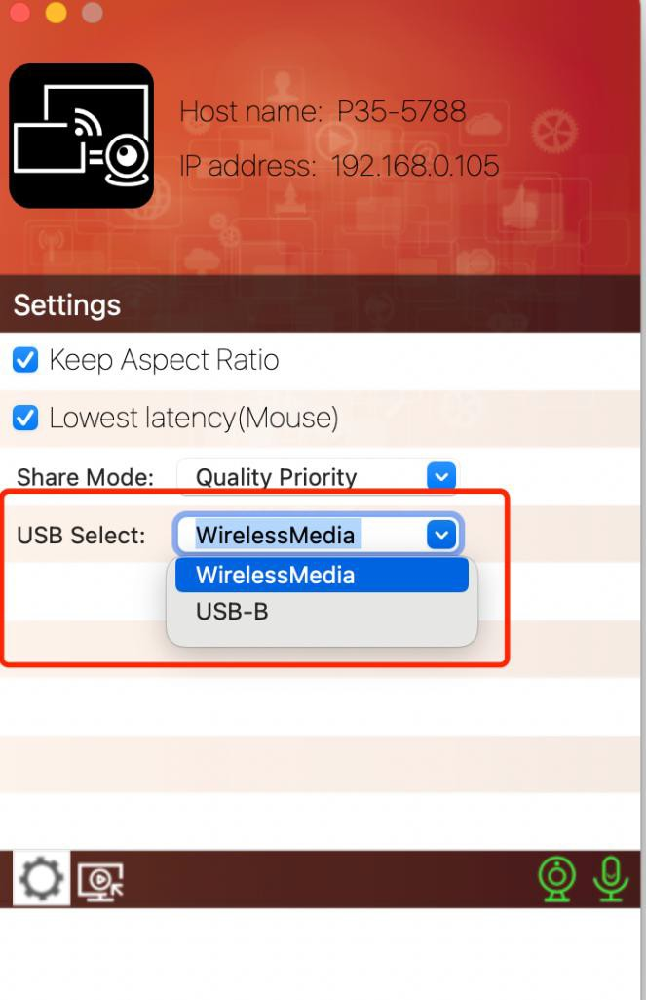 Host name: P35-5788
IP address: 192.168.0.105
Settings
Keep Aspect Ratio
Lowest latency(Mouse)
Share Mode: Quality Priority
USB Select: WirelessMedia
WirelessMedia
USB-B